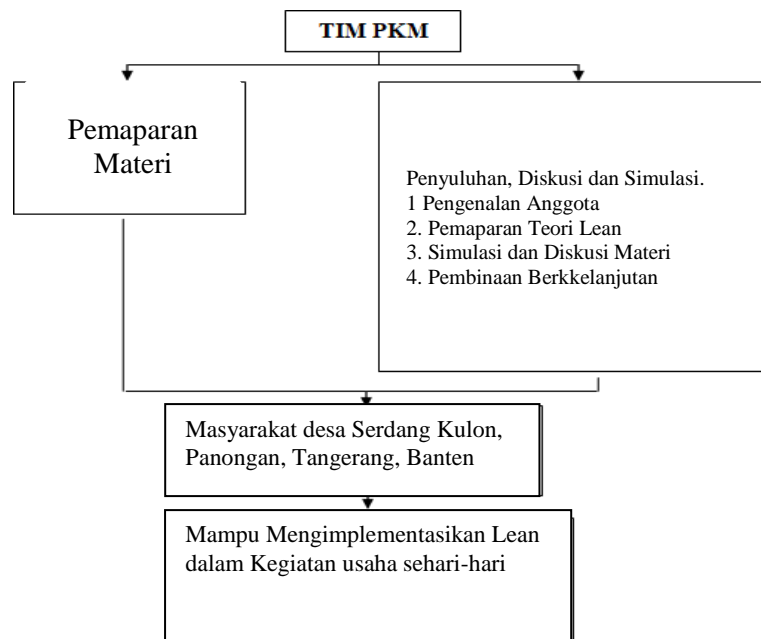 TIM PKM
Pemaparan
Materi
Penyuluhan, Diskusi dan Simulasi.
1 Pengenalan Anggota
2. Pemaparan Teori Lean
3. Simulasi dan Diskusi Materi
4. Pembinaan Berkkelanjutan
Masyarakat desa Serdang Kulon,
Panongan, Tangerang, Banten
Mampu Mengimplementasikan Lean
dalam Kegiatan usaha sehari-hari